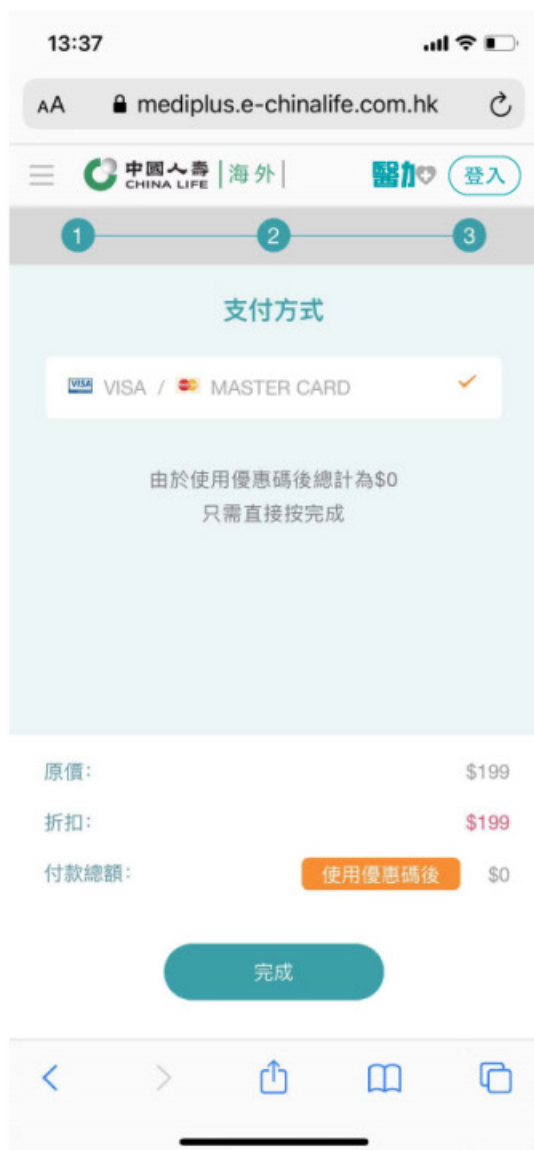 13:37
AA mediplus.e-chinalife.com.hk
中國人壽 CHINA LIFE 海外 醫加 登入
1 2 3
支付方式
VISA VISA / MASTER CARD
由於使用優惠碼後總計為$0
只需直接按完成
原價: $199
折扣: $199
付款總額: 使用優惠碼後 $0
完成